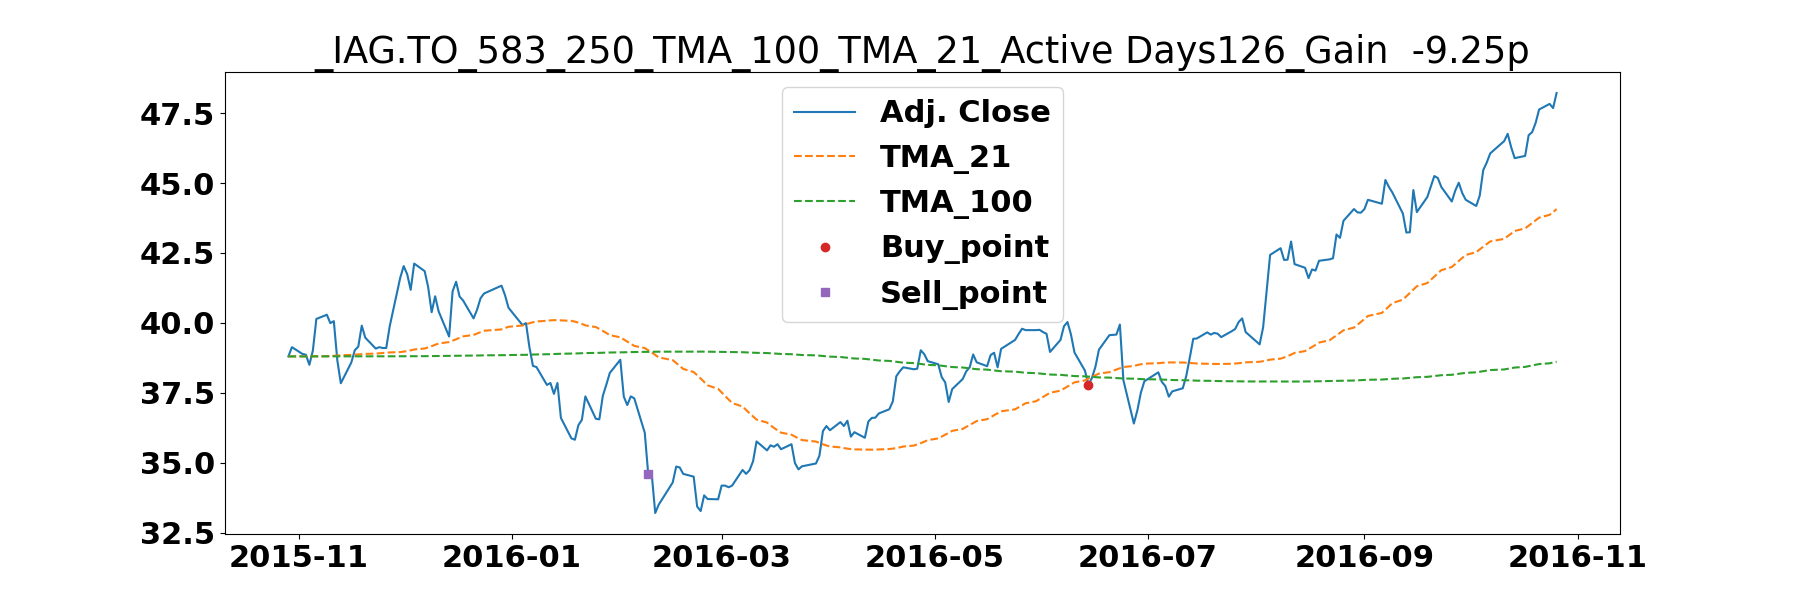 _IAG.TO_583_250_TMA_100_TMA_21_Active Days126_Gain  -9.25p
47.5
45.0
42.5
40.0
37.5
35.0
32.5
Adj. Close
TMA_21
TMA_100
Buy_point
Sell_point
2015-11 2016-01 2016-03 2016-05 2016-07 2016-09 2016-11